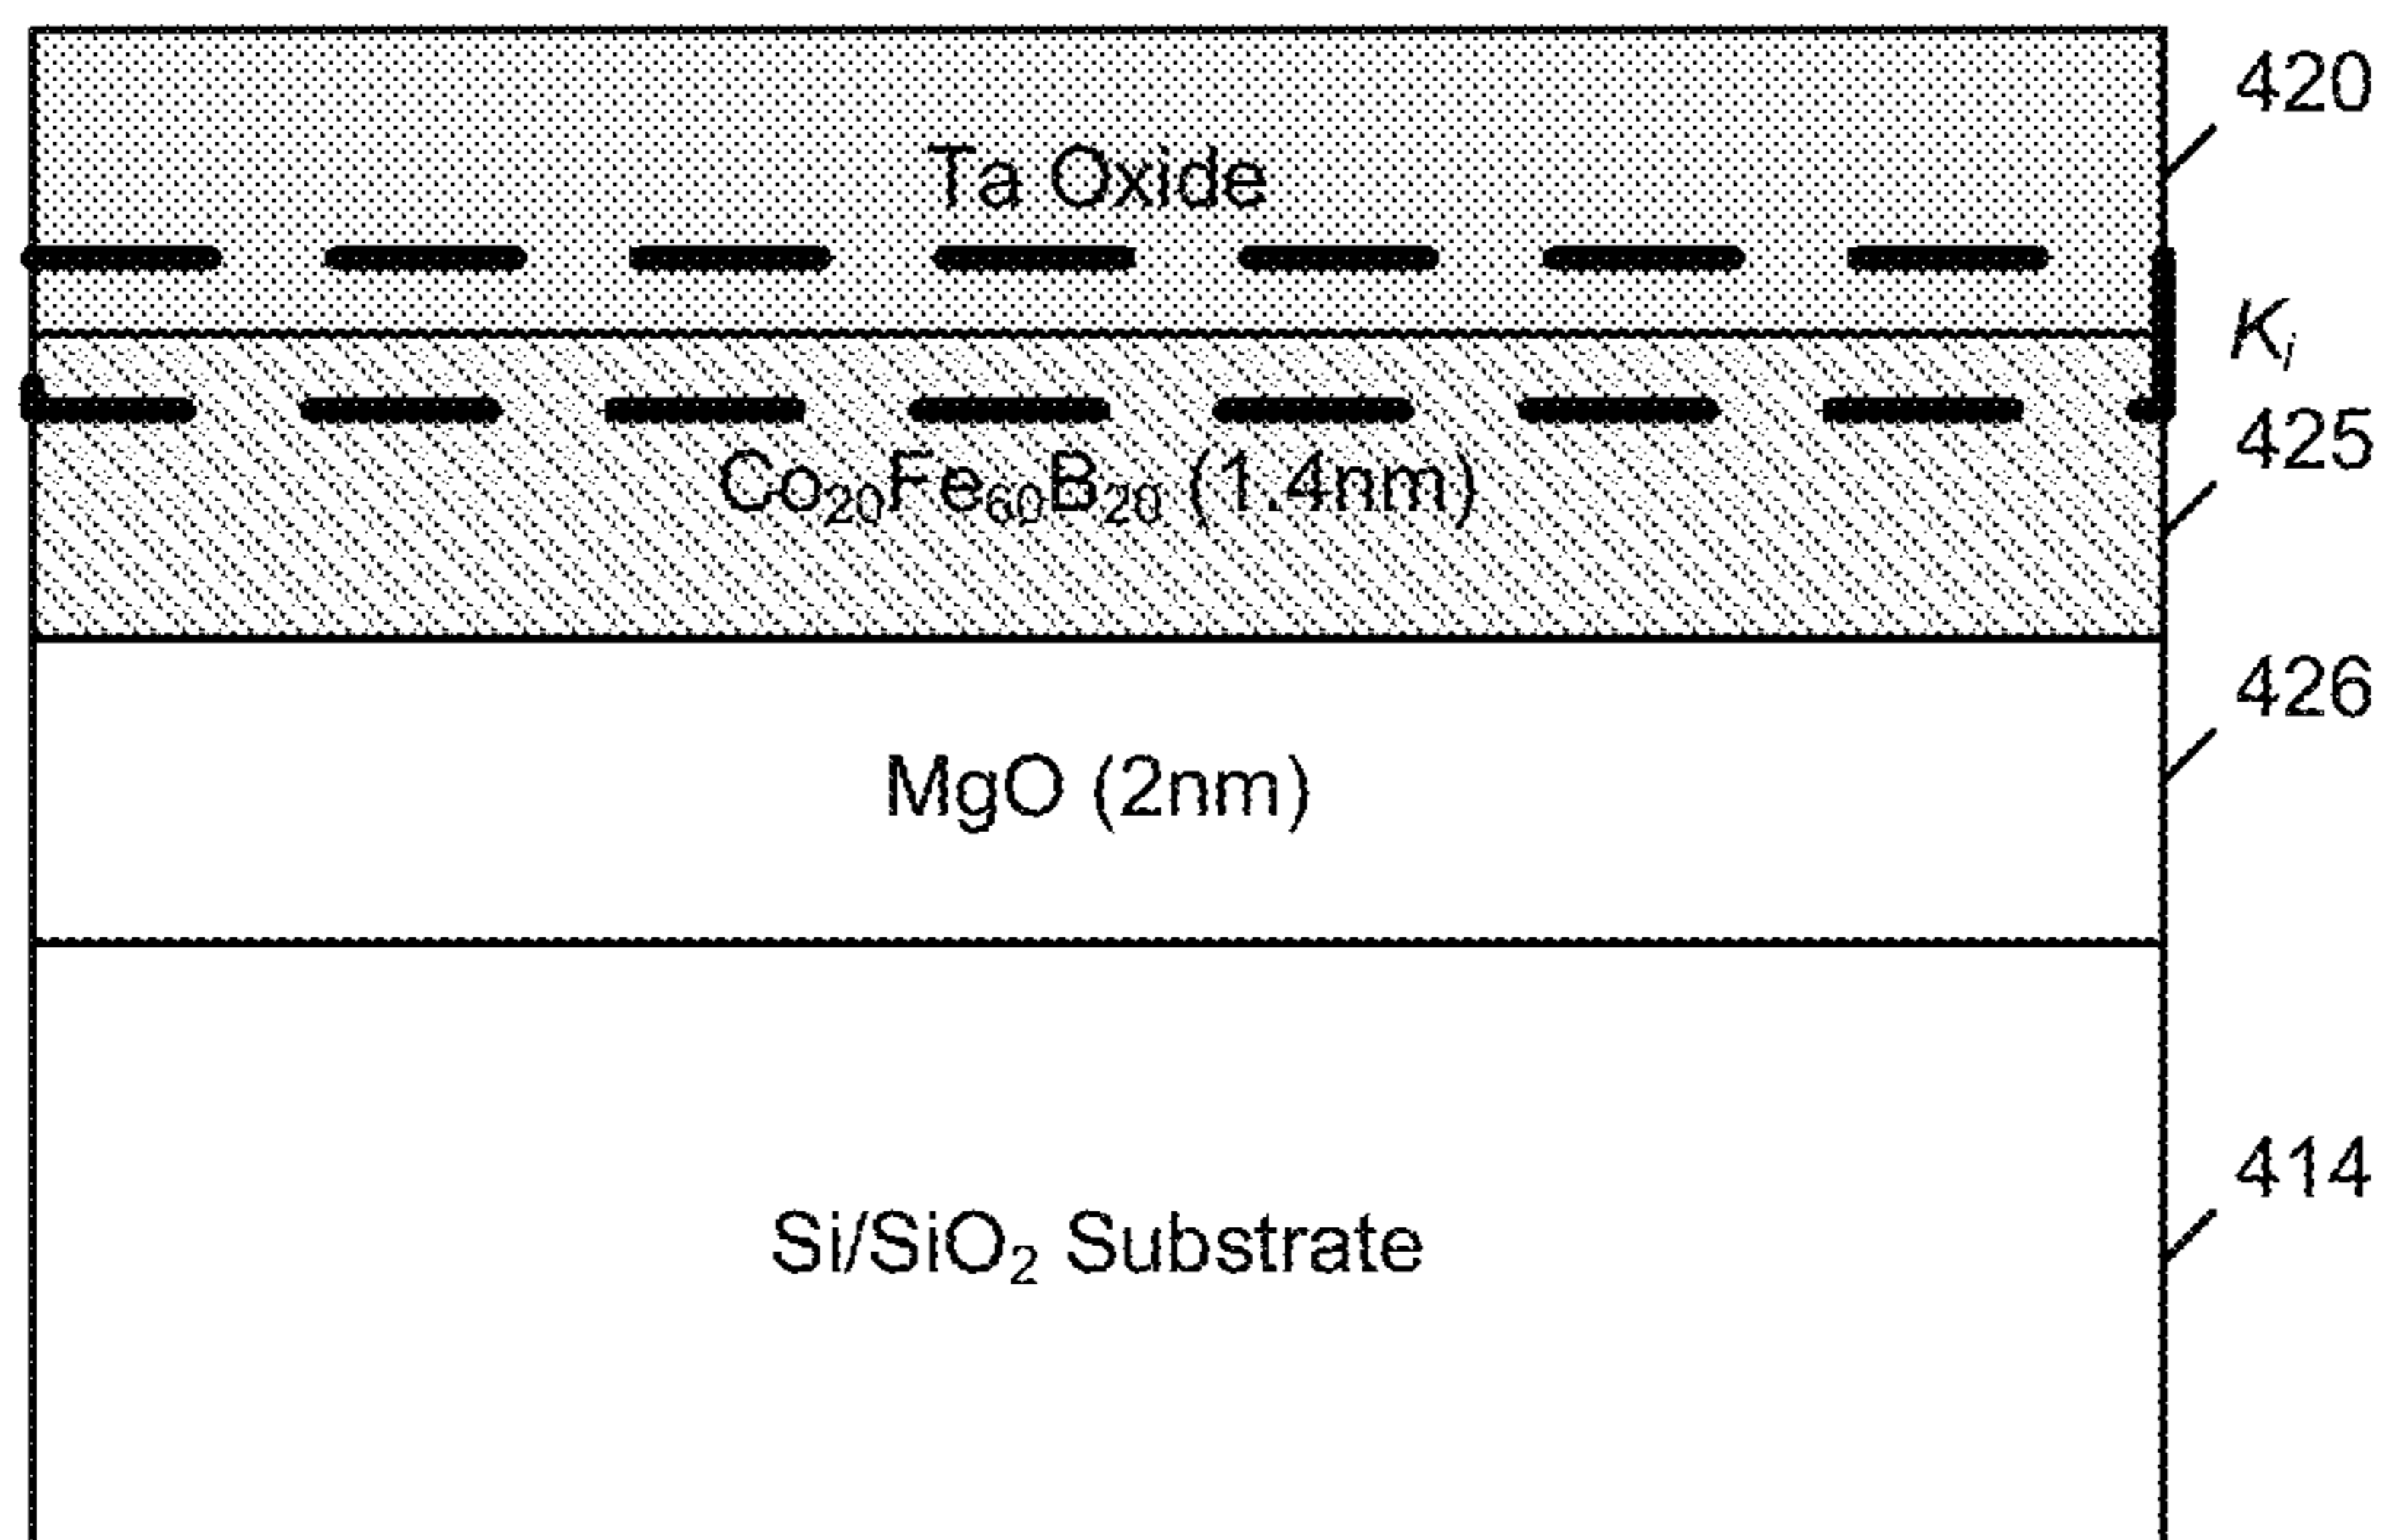 420
Ta Oxide
Kᵢ
425
Co₂₀Fe₆₀B₂₀ (1.4nm)
426
MgO (2nm)
414
Si/SiO₂ Substrate